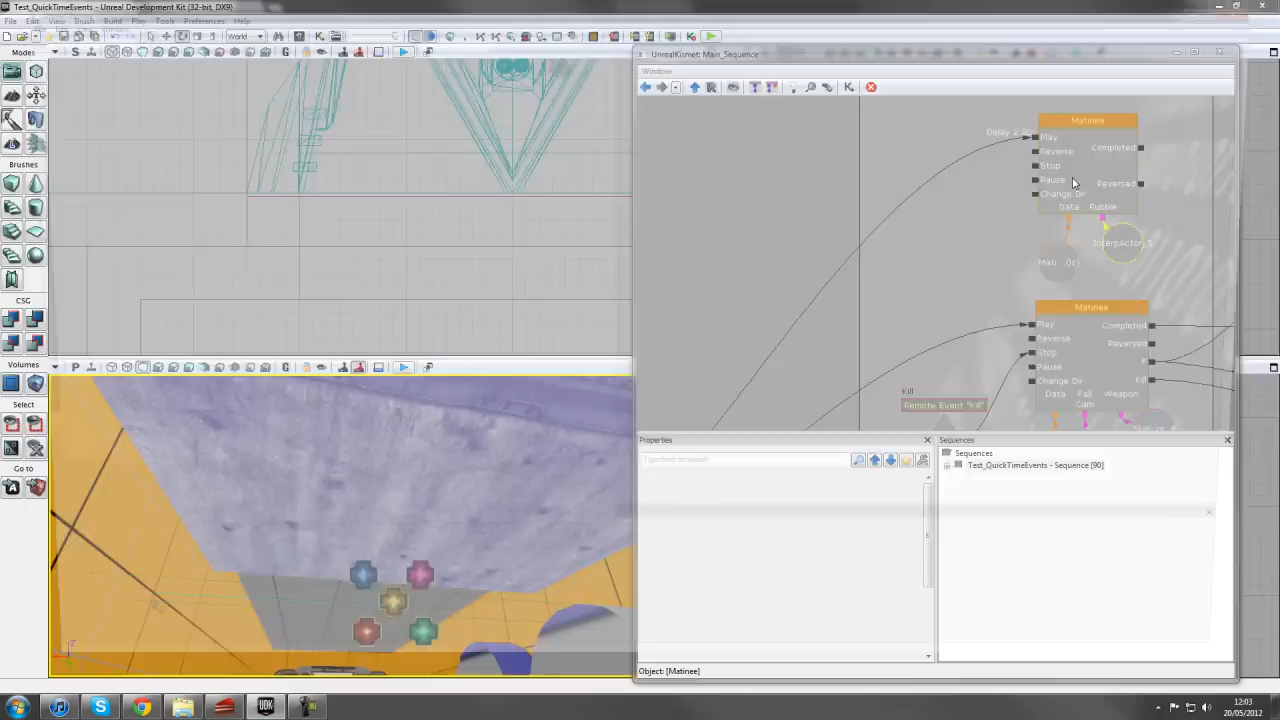 Test_QuickTimeEvents - Unreal Development Kit (32-bit, DX9)
File Edit View Brush Build Play Tools Preferences Help
World
Modes
Brushes
CSG
Volumes
Select
Go to
S
G
P
G
UnrealKismet: Main_Sequence
Window
Matinee
Delay 2.00
Play
Reverse
Completed
Stop
Pause
Reversed
Change Dir
Data
InterpActor_5
Matinee
Play
Completed
Reverse
Reversed
Stop
Pause
Kill
Change Dir
Data Fall Weapon
Cam
Kill
Remote Event "Kill"
Properties
Sequences
Sequences
Test_QuickTimeEvents - Sequence [90]
Object: [Matinee]
UDK
12:03
20/05/2012